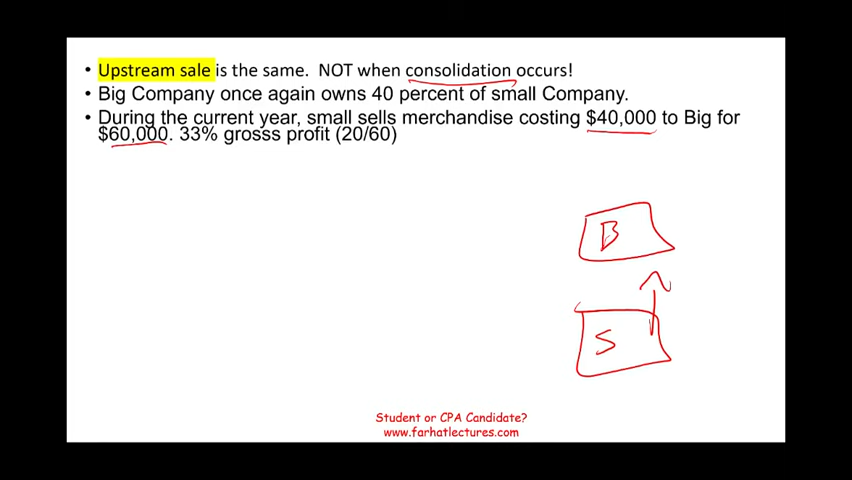 • Upstream sale is the same.  NOT when consolidation occurs!
• Big Company once again owns 40 percent of small Company.
• During the current year, small sells merchandise costing $40,000 to Big for
$60,000. 33% grosss profit (20/60)
B
S
Student or CPA Candidate?
www.farhatlectures.com